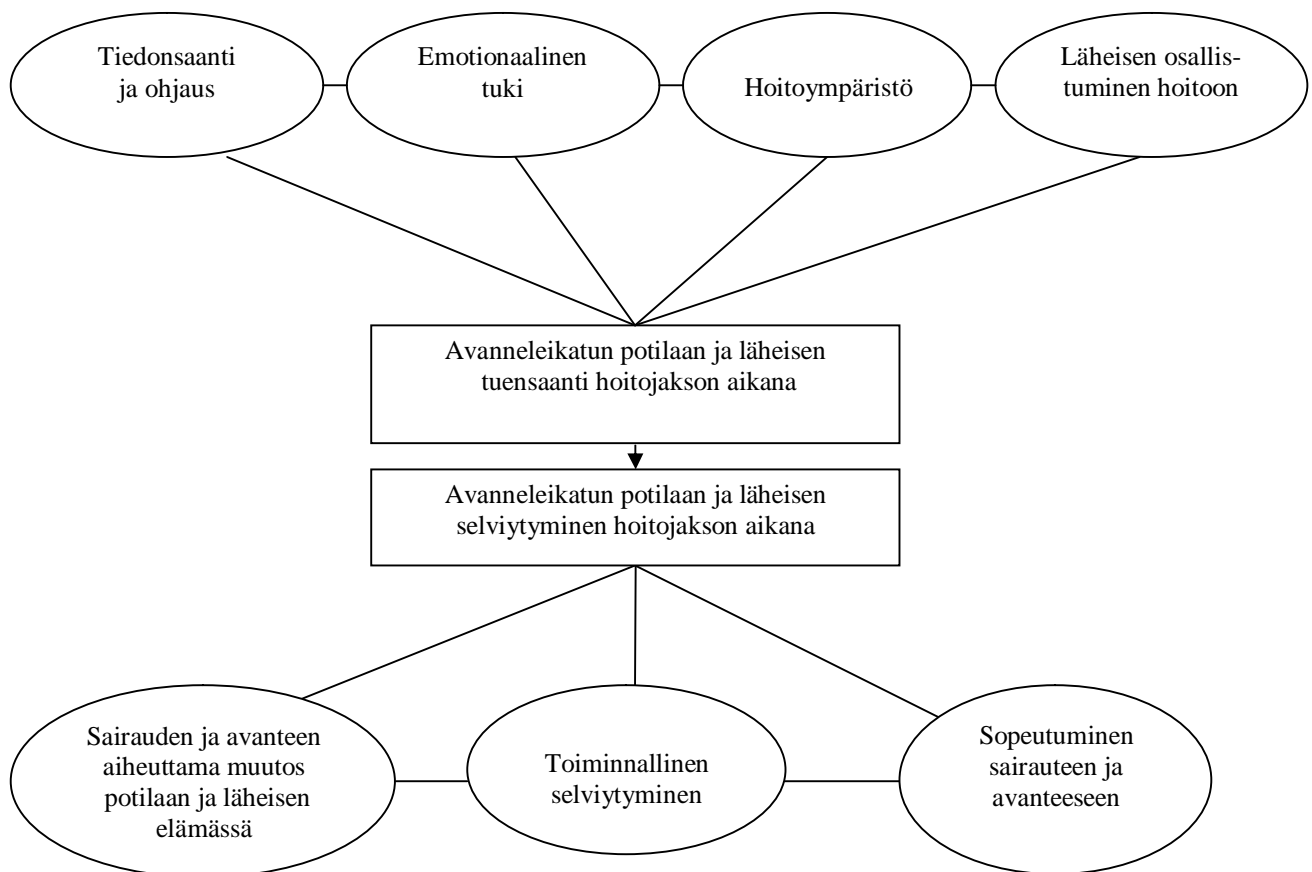 Tiedonsaanti
ja ohjaus
Emotionaalinen
tuki
Hoitoympäristö
Läheisen osallis-
tuminen hoitoon
Avanneleikatun potilaan ja läheisen
tuensaanti hoitojakson aikana
Avanneleikatun potilaan ja läheisen
selviytyminen hoitojakson aikana
Sairauden ja avanteen
aiheuttama muutos
potilaan ja läheisen
elämässä
Toiminnallinen
selviytyminen
Sopeutuminen
sairauteen ja
avanteeseen